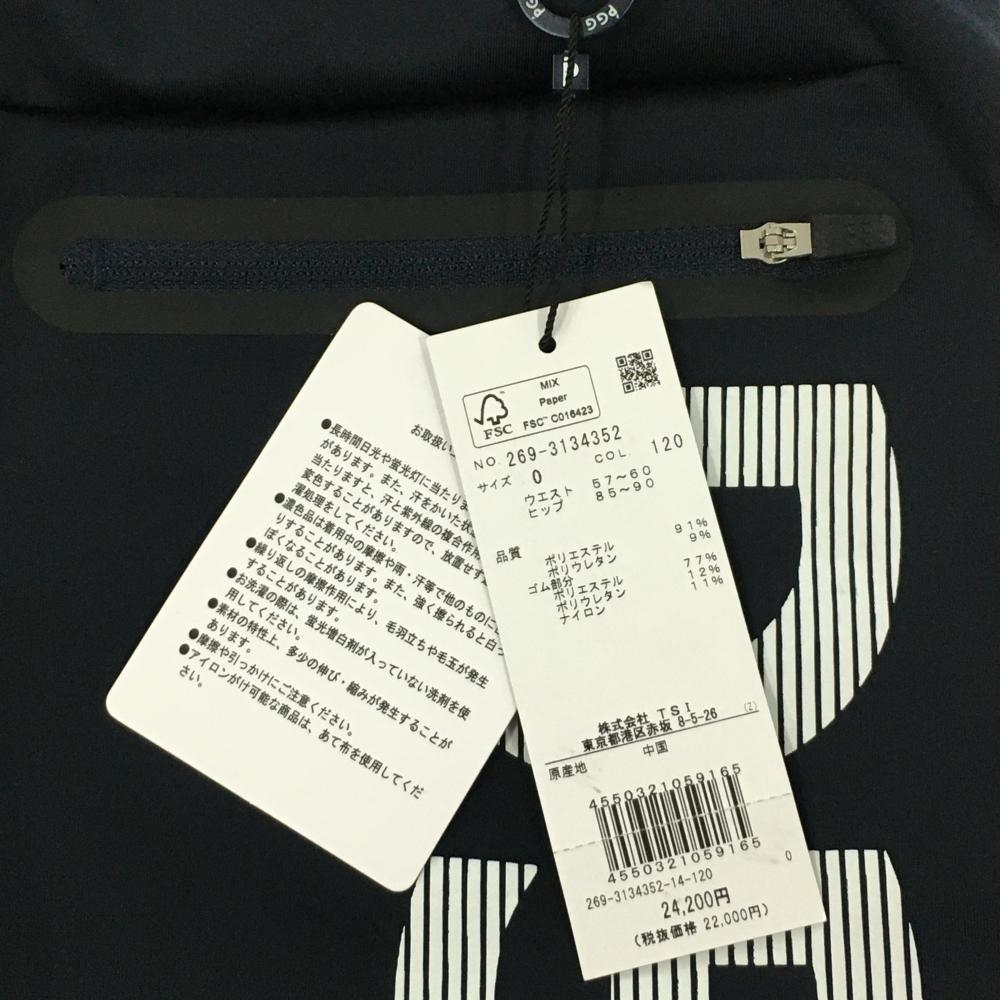 PGG
PGG
お取扱い
●長時間日光や蛍光灯に当たり
があります。また、汗をかいた状
当たりますと、汗と紫外線の複合作用
変色することがありますので、放置せず
濯処理をしてください。
●濃色品は着用中の摩擦や雨・汗等で他のものに
りすることがあります。また、強く擦られると白っ
ぽくなることがあります。
●繰り返しの摩擦作用により、毛羽立ちや毛玉が発生
することがあります。
●お洗濯の際は、蛍光増白剤が入っていない洗剤を使
用してください。
●素材の特性上、多少の伸び・縮みが発生することが
あります。
●摩擦や引っかけにご注意ください。
●アイロンがけ可能な商品は、あて布を使用してくだ
さい。
FSC
MIX
Paper
FSC™ C016423
NO. 269-3134352
COL. 120
サイズ 0
ウエスト 57~60
ヒップ 85~90
品質
ポリエステル 91%
ポリウレタン 9%
ゴム部分
ポリエステル 77%
ポリウレタン 12%
ナイロン 11%
株式会社 TSI (Z)
東京都港区赤坂 8-5-26
原産地 中国
4550321059165
4550321059165
269-3134352-14-120 0
24,200円
(税抜価格 22,000円)